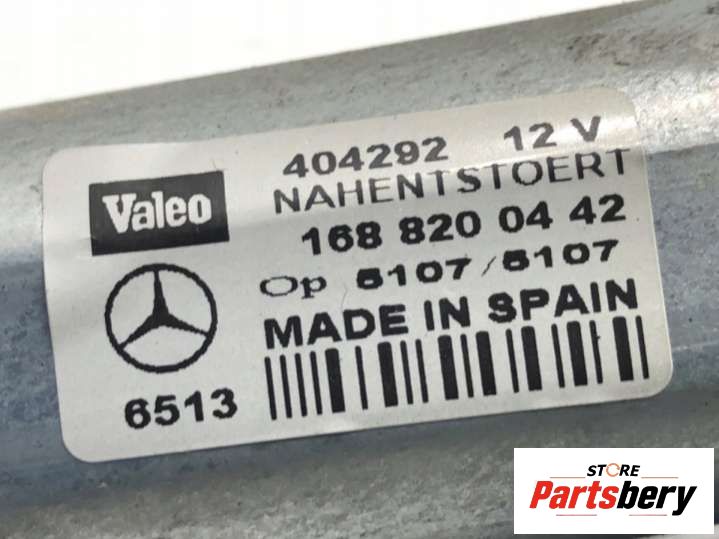 404292 12 V
Valeo
NAHENTSTOERT
168 820 04 42
Op 5107/5107
MADE IN SPAIN
6513
STORE
Partsbery